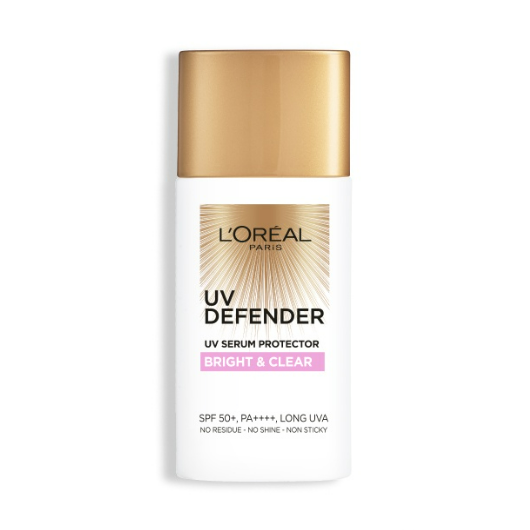 L'ORÉAL
PARIS
UV
DEFENDER
UV SERUM PROTECTOR
BRIGHT & CLEAR
SPF 50+, PA++++, LONG UVA
NO RESIDUE - NO SHINE - NON STICKY